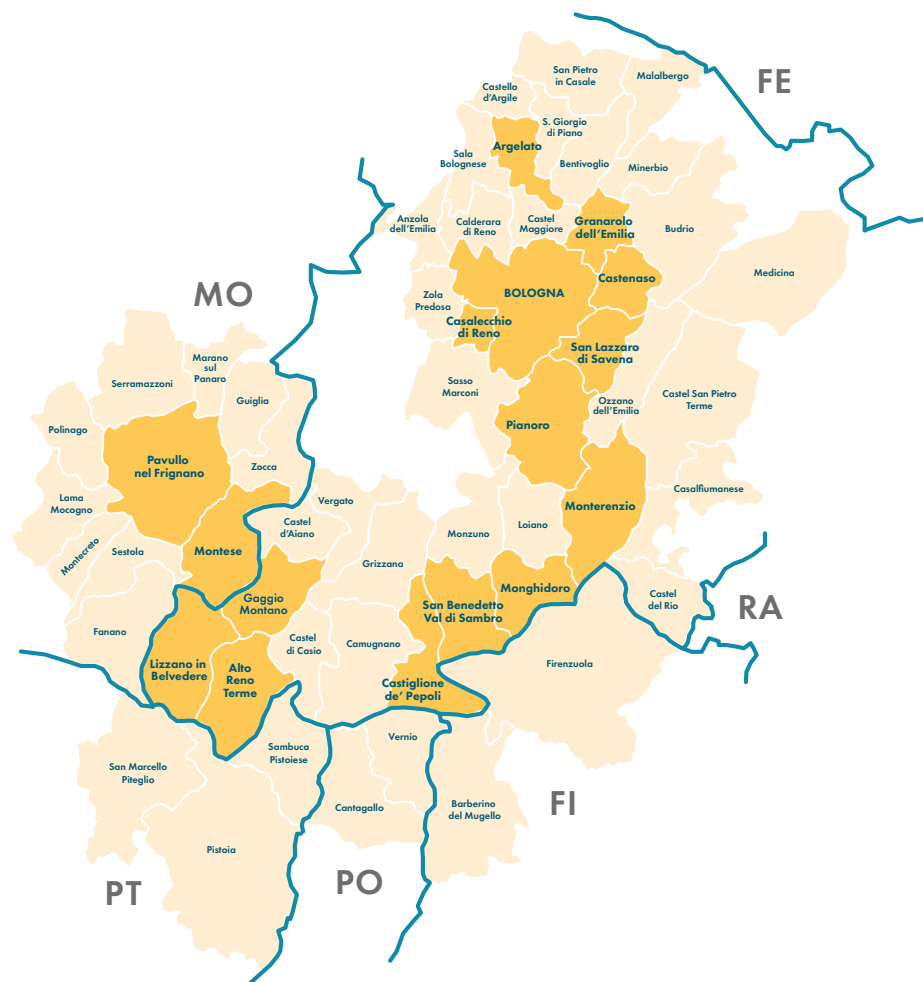 FE
San Pietro
in Casale
Malalbergo
Castello
d'Argile
S. Giorgio
di Piano
Argelato
Sala
Bolognese
Bentivoglio
Minerbio
Anzola
dell'Emilia
Calderara
di Reno
Castel
Maggiore
Granarolo
dell'Emilia
Budrio
Medicina
MO
Zola
Predosa
BOLOGNA
Castenaso
Casalecchio
di Reno
San Lazzaro
di Savena
Marano
sul
Panaro
Serramazzoni
Guiglia
Sasso
Marconi
Ozzano
dell'Emilia
Castel San Pietro
Terme
Polinago
Pianoro
Pavullo
nel Frignano
Zocca
Lama
Mocogno
Vergato
Casalfiumanese
Monterenzio
Montese
Castel
d'Aiano
Monzuno
Loiano
Montecreto
Sestola
Grizzana
Gaggio
Montano
San Benedetto
Val di Sambro
Monghidoro
Castel
del Rio
RA
Fanano
Castel
di Casio
Camugnano
Lizzano in
Belvedere
Alto
Reno
Terme
Castiglione
de' Pepoli
Firenzuola
Vernio
Sambuca
Pistoiese
San Marcello
Piteglio
Cantagallo
Barberino
del Mugello
FI
Pistoia
PT
PO